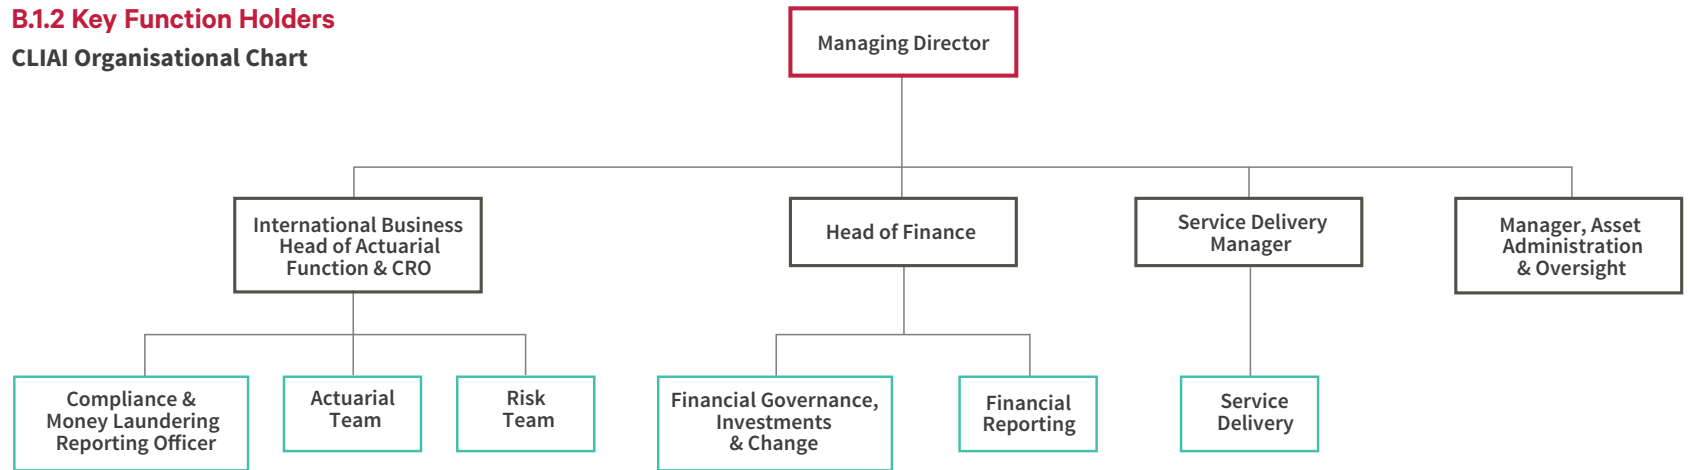 B.1.2 Key Function Holders
CLIAI Organisational Chart
Managing Director
International Business
Head of Actuarial
Function & CRO
Head of Finance
Service Delivery
Manager
Manager, Asset
Administration
& Oversight
Compliance &
Money Laundering
Reporting Officer
Actuarial
Team
Risk
Team
Financial Governance,
Investments
& Change
Financial
Reporting
Service
Delivery